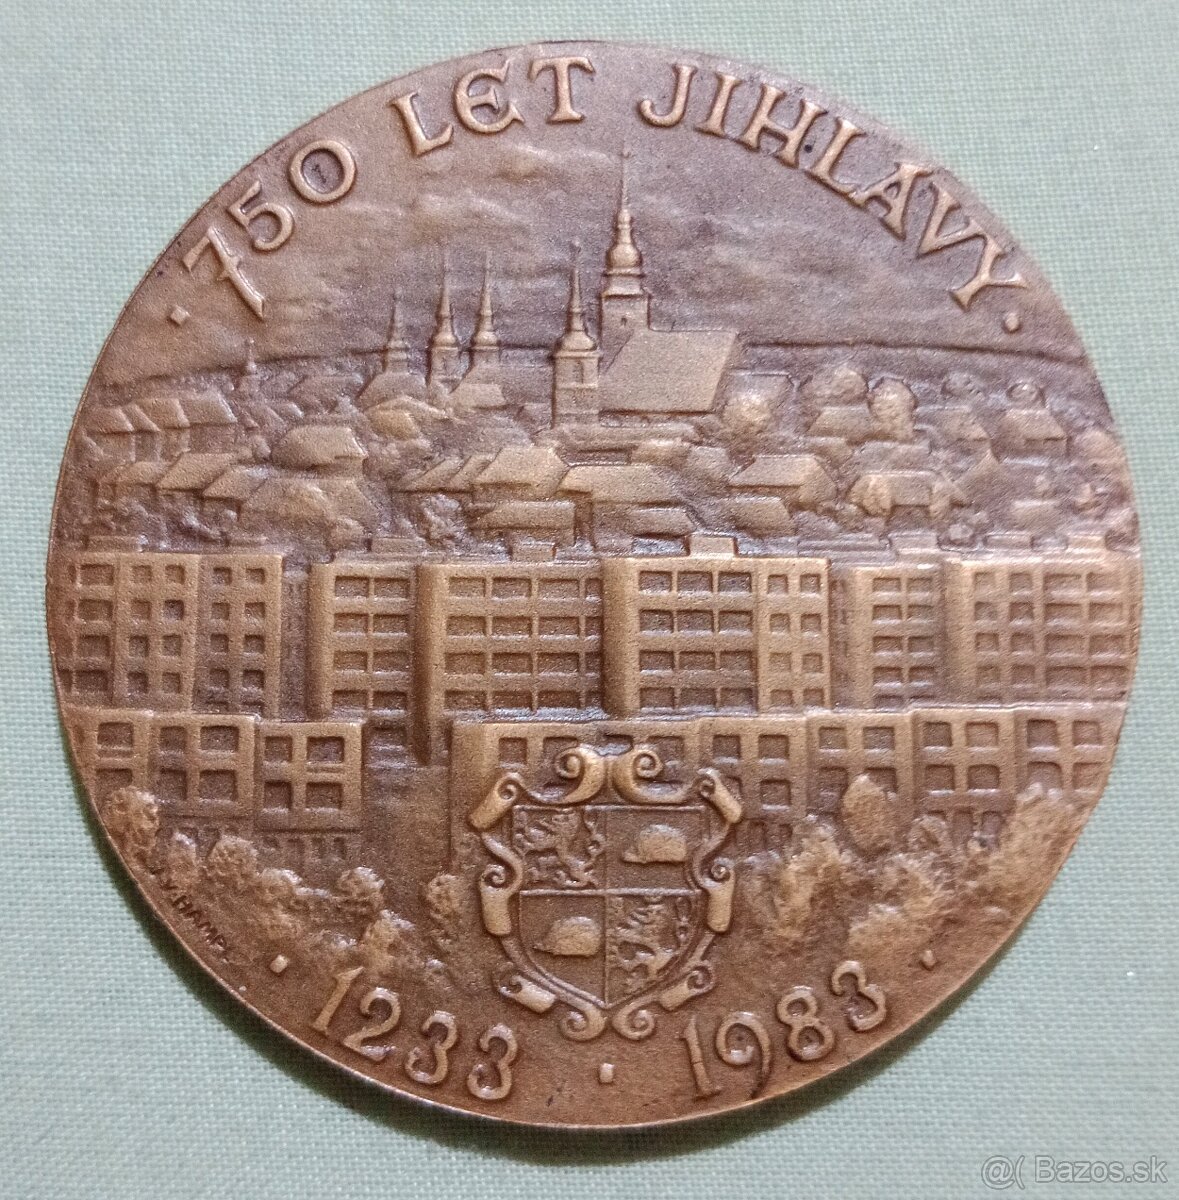 · 750 LET JIHLAVY ·
J.V. HAMPL
· 1233 · 1983 ·
@( Bazos.sk